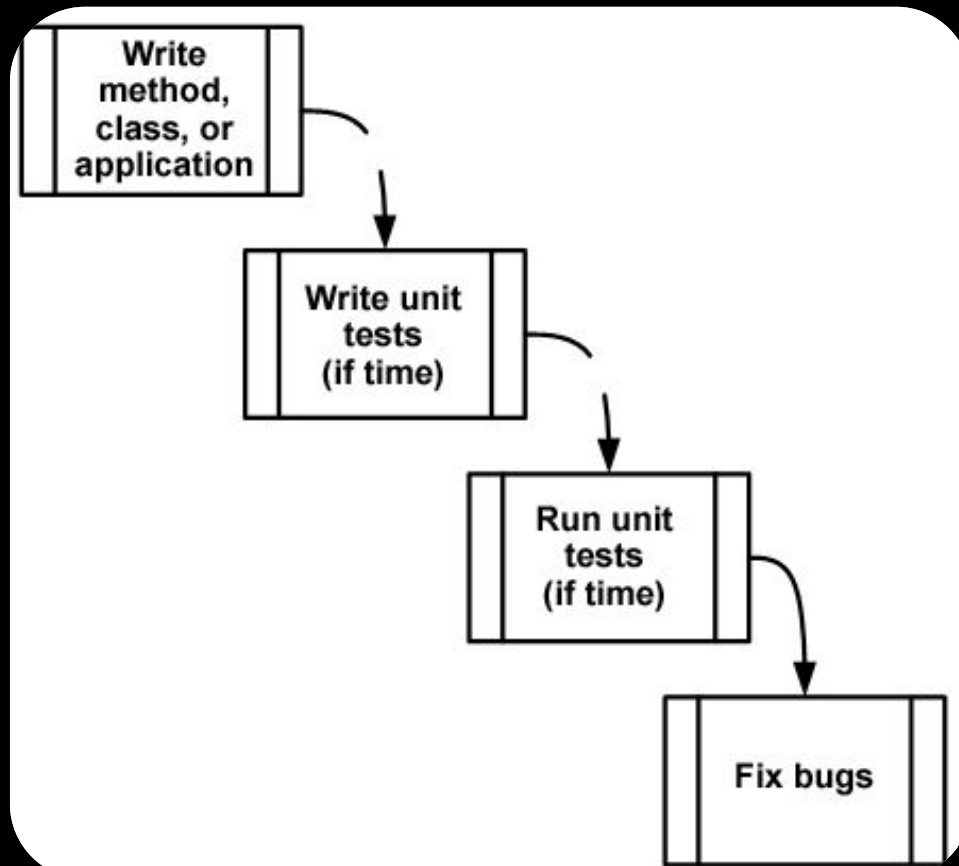 Write
method,
class, or
application
Write unit
tests
(if time)
Run unit
tests
(if time)
Fix bugs